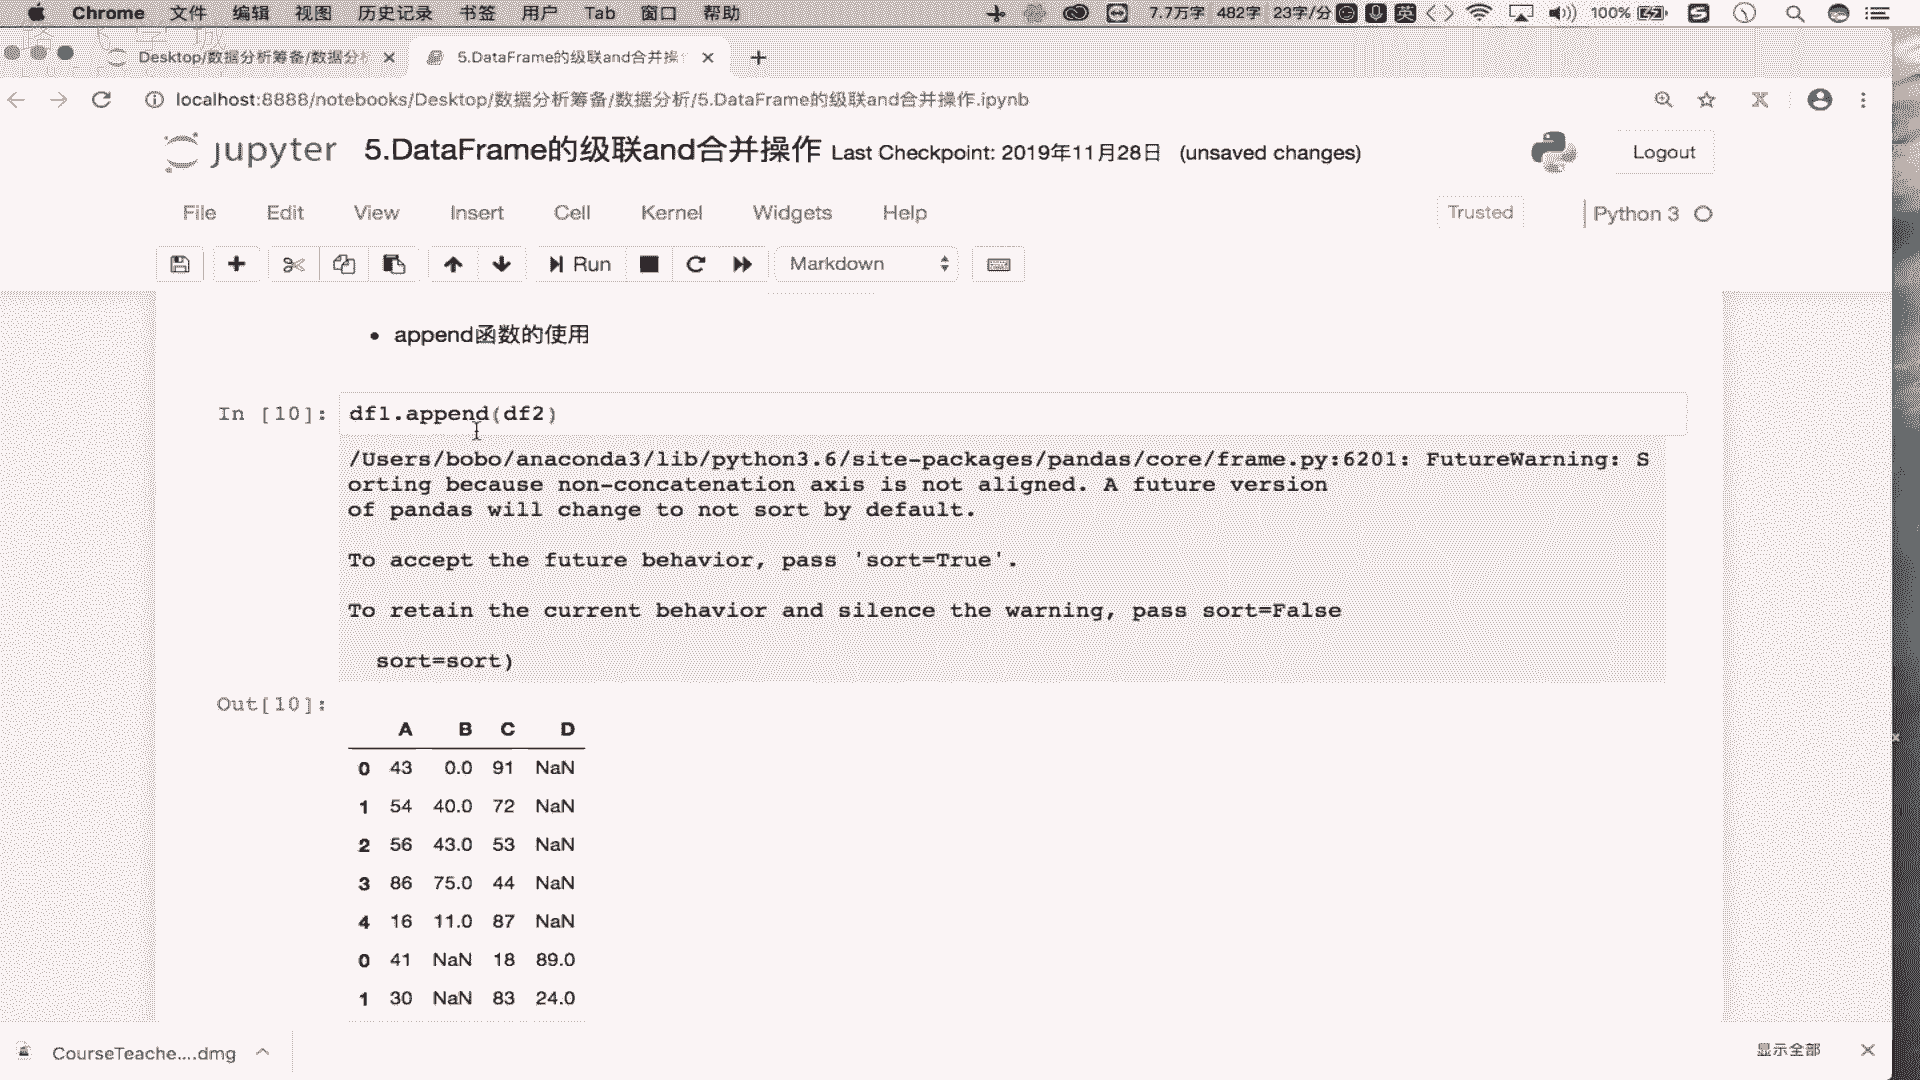 Chrome 文件 编辑 视图 历史记录 书签 用户 Tab 窗口 帮助 7.7万字 482字 23字/分 英 100%
Desktop/数据分析筹备/数据分析 5.DataFrame的级联and合并操
localhost:8888/notebooks/Desktop/数据分析筹备/数据分析/5.DataFrame的级联and合并操作.ipynb
jupyter 5.DataFrame的级联and合并操作 Last Checkpoint: 2019年11月28日 (unsaved changes) Logout
File Edit View Insert Cell Kernel Widgets Help Trusted Python 3
Run Markdown
append函数的使用
In [10]: df1.append(df2)
/Users/bobo/anaconda3/lib/python3.6/site-packages/pandas/core/frame.py:6201: FutureWarning: S
orting because non-concatenation axis is not aligned. A future version
of pandas will change to not sort by default.
To accept the future behavior, pass 'sort=True'.
To retain the current behavior and silence the warning, pass sort=False
sort=sort)
Out[10]:
A B C D
0 43 0.0 91 NaN
1 54 40.0 72 NaN
2 56 43.0 53 NaN
3 86 75.0 44 NaN
4 16 11.0 87 NaN
0 41 NaN 18 89.0
1 30 NaN 83 24.0
CourseTeache....dmg 显示全部